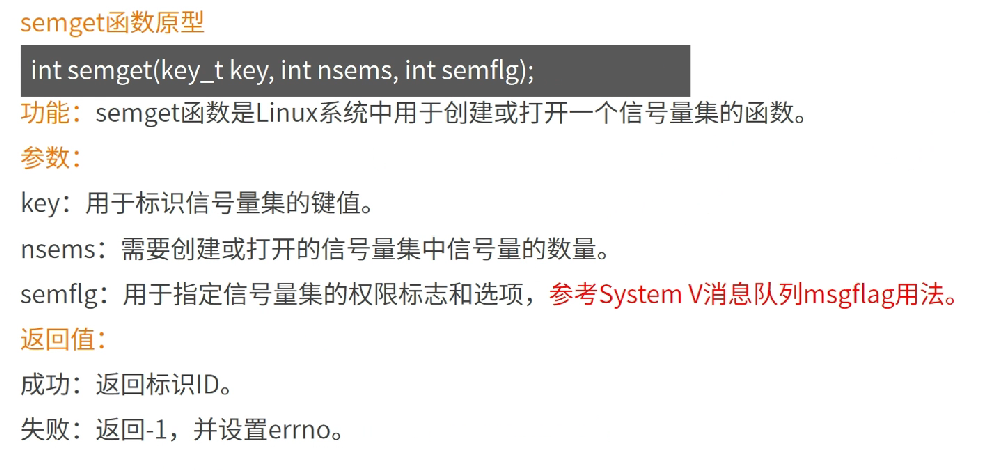 semget函数原型
int semget(key_t key, int nsems, int semflg);
功能：semget函数是Linux系统中用于创建或打开一个信号量集的函数。
参数：
key：用于标识信号量集的键值。
nsems：需要创建或打开的信号量集中信号量的数量。
semflg：用于指定信号量集的权限标志和选项，参考System V消息队列msgflag用法。
返回值：
成功：返回标识ID。
失败：返回-1，并设置errno。